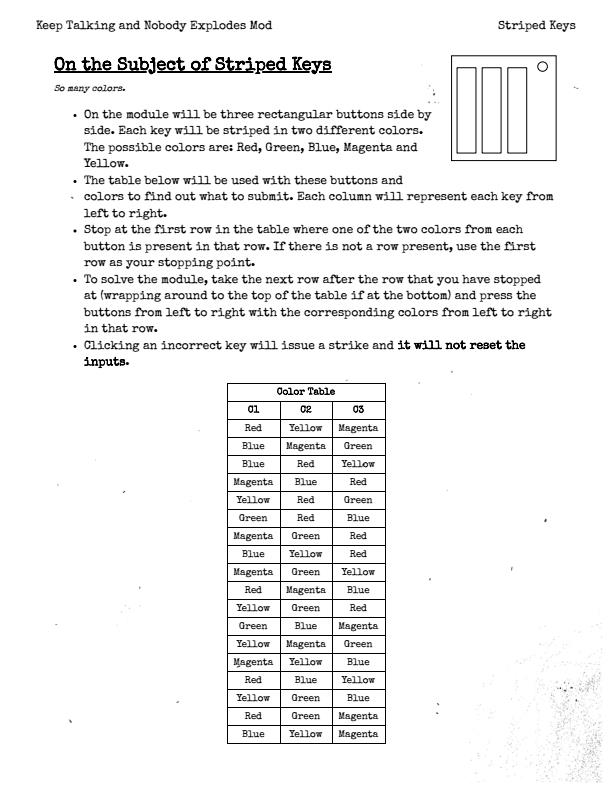 Keep Talking and Nobody Explodes Mod Striped Keys
On the Subject of Striped Keys
So many colors.
• On the module will be three rectangular buttons side by
side. Each key will be striped in two different colors.
The possible colors are: Red, Green, Blue, Magenta and
Yellow.
• The table below will be used with these buttons and
colors to find out what to submit. Each column will represent each key from
left to right.
• Stop at the first row in the table where one of the two colors from each
button is present in that row. If there is not a row present, use the first
row as your stopping point.
• To solve the module, take the next row after the row that you have stopped
at (wrapping around to the top of the table if at the bottom) and press the
buttons from left to right with the corresponding colors from left to right
in that row.
• Clicking an incorrect key will issue a strike and it will not reset the
inputs.
Color Table
C1 C2 C3
Red Yellow Magenta
Blue Magenta Green
Blue Red Yellow
Magenta Blue Red
Yellow Red Green
Green Red Blue
Magenta Green Red
Blue Yellow Red
Magenta Green Yellow
Red Magenta Blue
Yellow Green Red
Green Blue Magenta
Yellow Magenta Green
Magenta Yellow Blue
Red Blue Yellow
Yellow Green Blue
Red Green Magenta
Blue Yellow Magenta